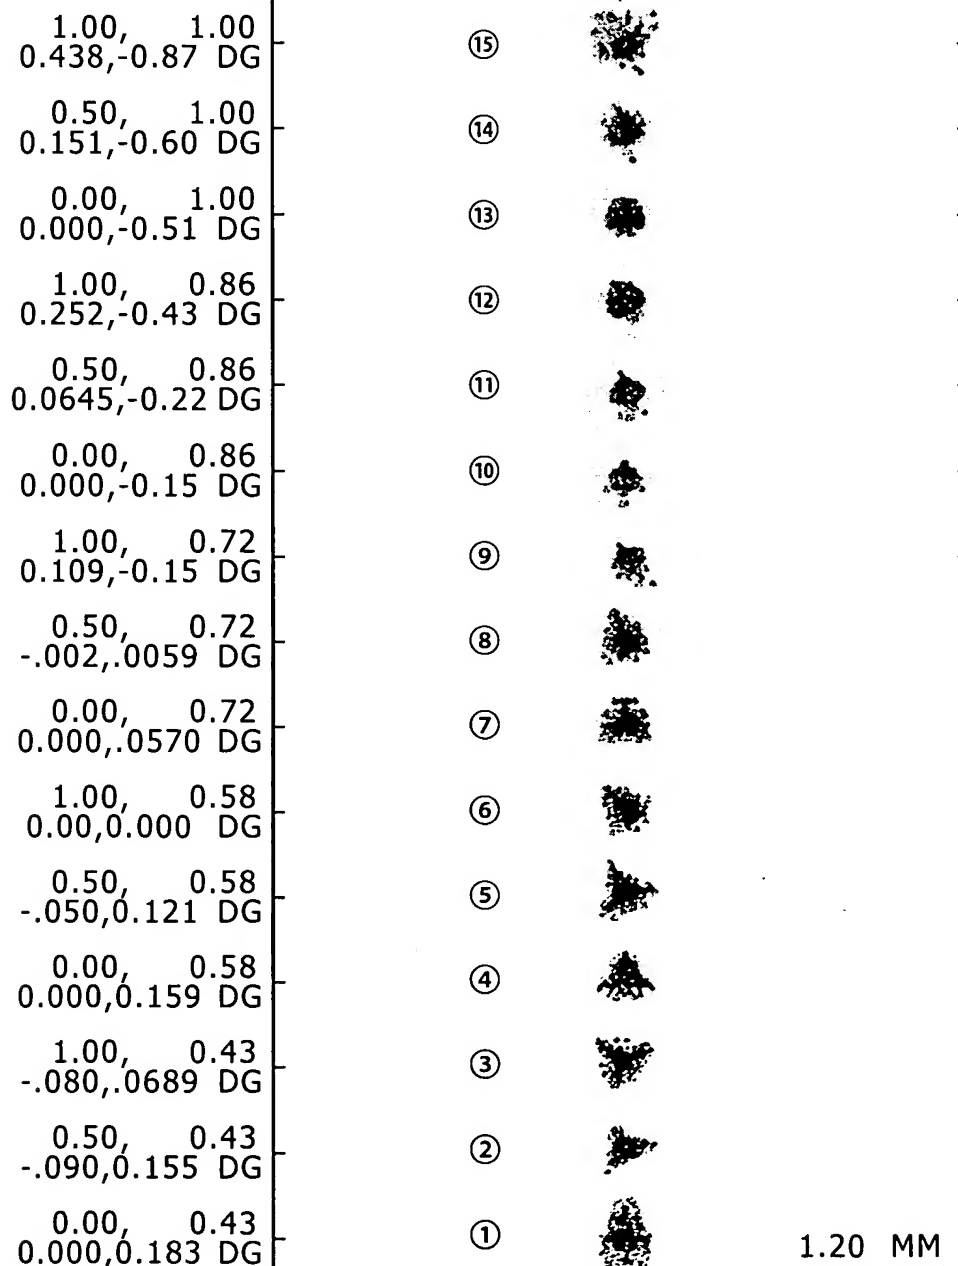 1.00, 1.00
0.438,-0.87 DG
⑮
0.50, 1.00
0.151,-0.60 DG
⑭
0.00, 1.00
0.000,-0.51 DG
⑬
1.00, 0.86
0.252,-0.43 DG
⑫
0.50, 0.86
0.0645,-0.22 DG
⑪
0.00, 0.86
0.000,-0.15 DG
⑩
1.00, 0.72
0.109,-0.15 DG
⑨
0.50, 0.72
-.002,.0059 DG
⑧
0.00, 0.72
0.000,.0570 DG
⑦
1.00, 0.58
0.00,0.000 DG
⑥
0.50, 0.58
-.050,0.121 DG
⑤
0.00, 0.58
0.000,0.159 DG
④
1.00, 0.43
-.080,.0689 DG
③
0.50, 0.43
-.090,0.155 DG
②
0.00, 0.43
0.000,0.183 DG
①
1.20 MM